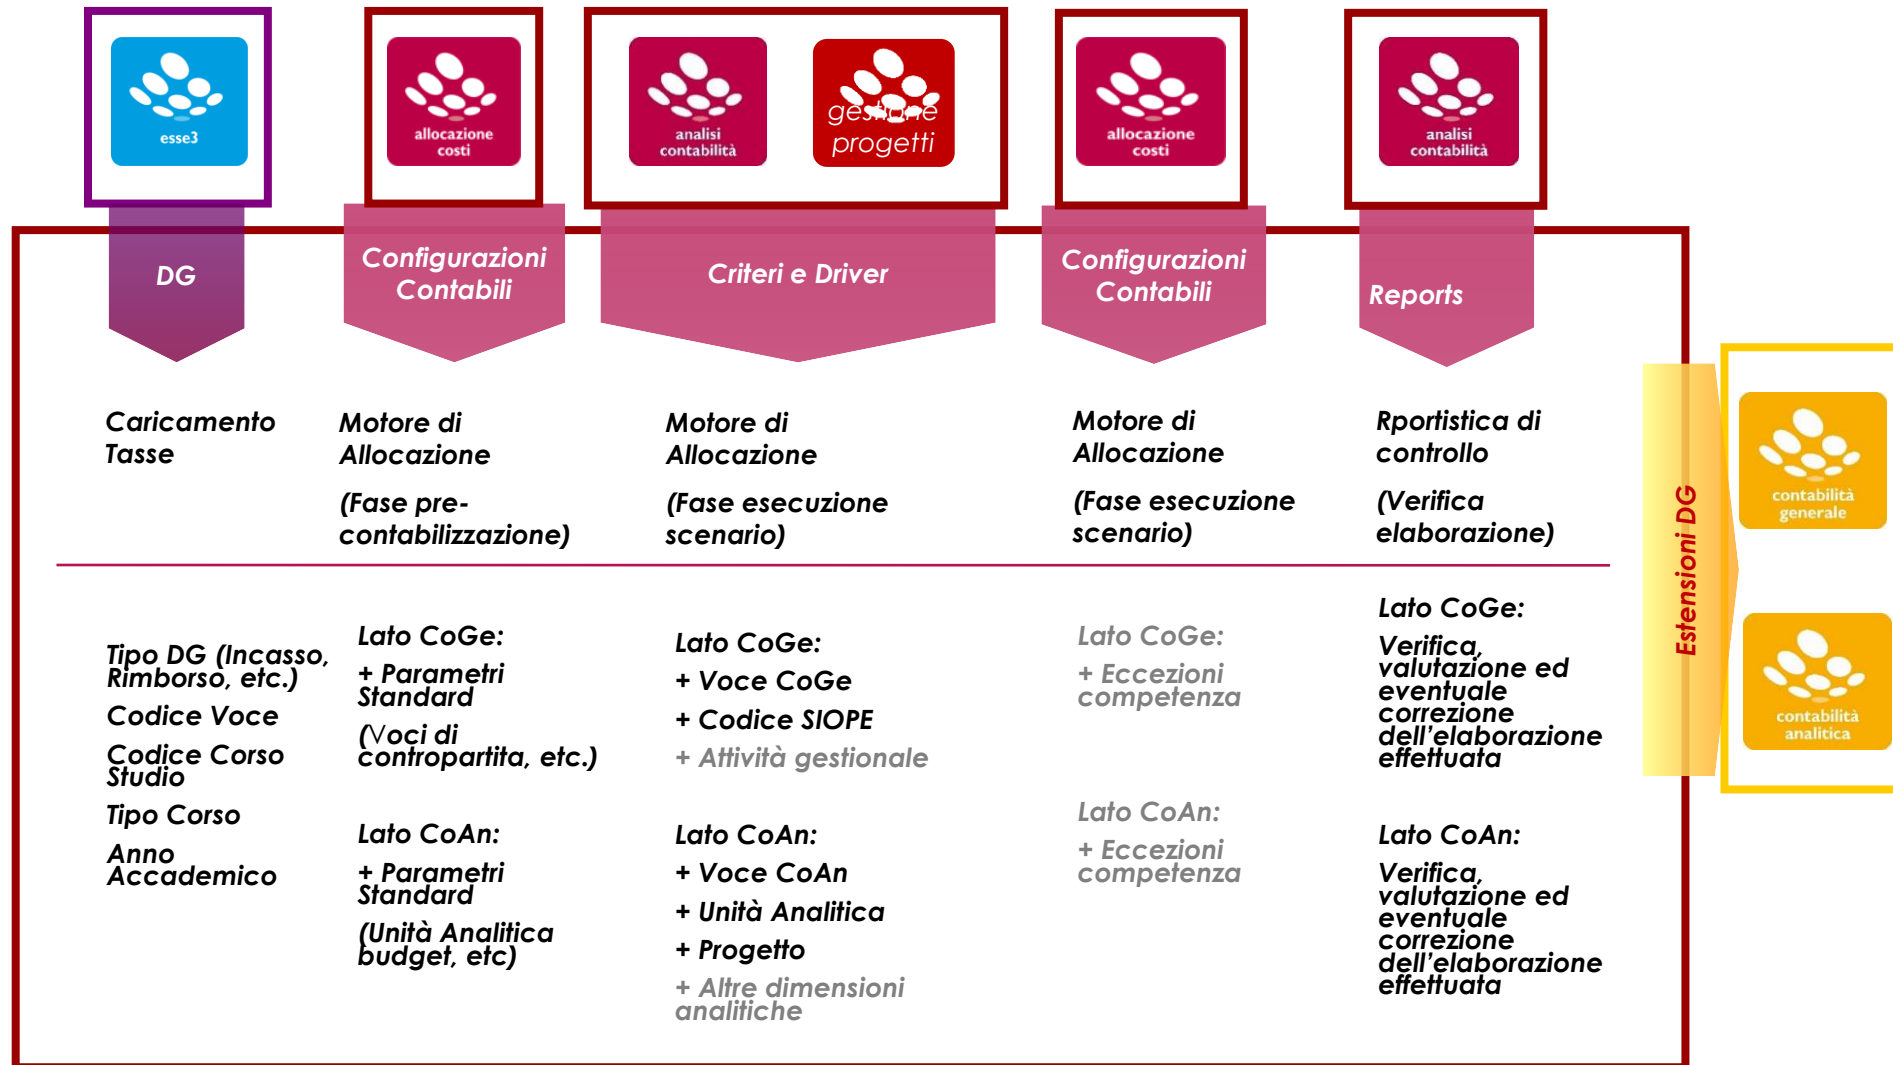 esse3
allocazione
costi
analisi
contabilità
gestione
progetti
allocazione
costi
analisi
contabilità
DG
Configurazioni
Contabili
Criteri e Driver
Configurazioni
Contabili
Reports
Caricamento
Tasse
Motore di
Allocazione
(Fase pre-
contabilizzazione)
Motore di
Allocazione
(Fase esecuzione
scenario)
Motore di
Allocazione
(Fase esecuzione
scenario)
Rportistica di
controllo
(Verifica
elaborazione)
Tipo DG (Incasso,
Rimborso, etc.)
Codice Voce
Codice Corso
Studio
Tipo Corso
Anno
Accademico
Lato CoGe:
+ Parametri
Standard
(Voci di
contropartita, etc.)
Lato CoAn:
+ Parametri
Standard
(Unità Analitica
budget, etc)
Lato CoGe:
+ Voce CoGe
+ Codice SIOPE
+ Attività gestionale
Lato CoAn:
+ Voce CoAn
+ Unità Analitica
+ Progetto
+ Altre dimensioni
analitiche
Lato CoGe:
+ Eccezioni
competenza
Lato CoAn:
+ Eccezioni
competenza
Lato CoGe:
Verifica,
valutazione ed
eventuale
correzione
dell'elaborazione
effettuata
Lato CoAn:
Verifica,
valutazione ed
eventuale
correzione
dell'elaborazione
effettuata
Estensioni DG
contabilità
generale
contabilità
analitica